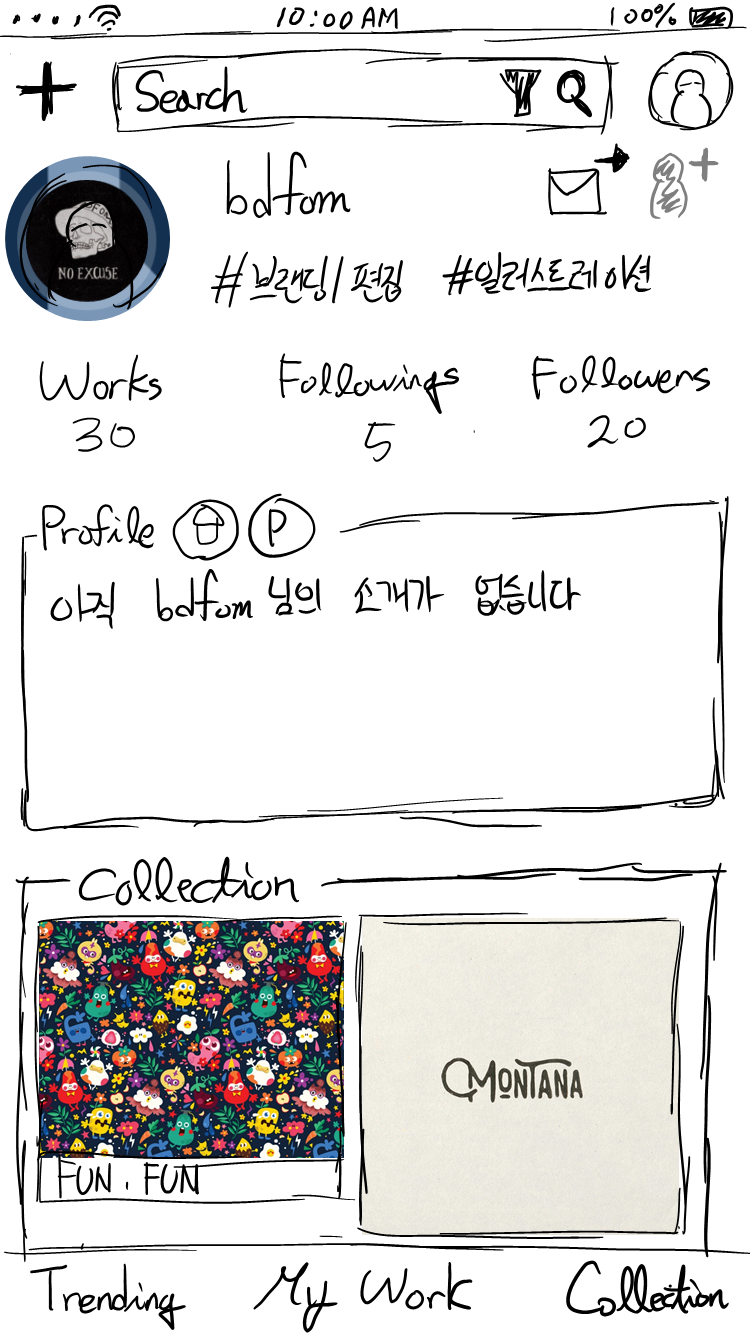 10:00 AM 100%
Search
bdfom
NO EXCUSE
#브랜딩/편집 #일러스트레이션
Works Followings Followers
30 5 20
Profile P
아직 bdfom 님의 소개가 없습니다
Collection
MONTANA
FUN . FUN
Trending My Work Collection